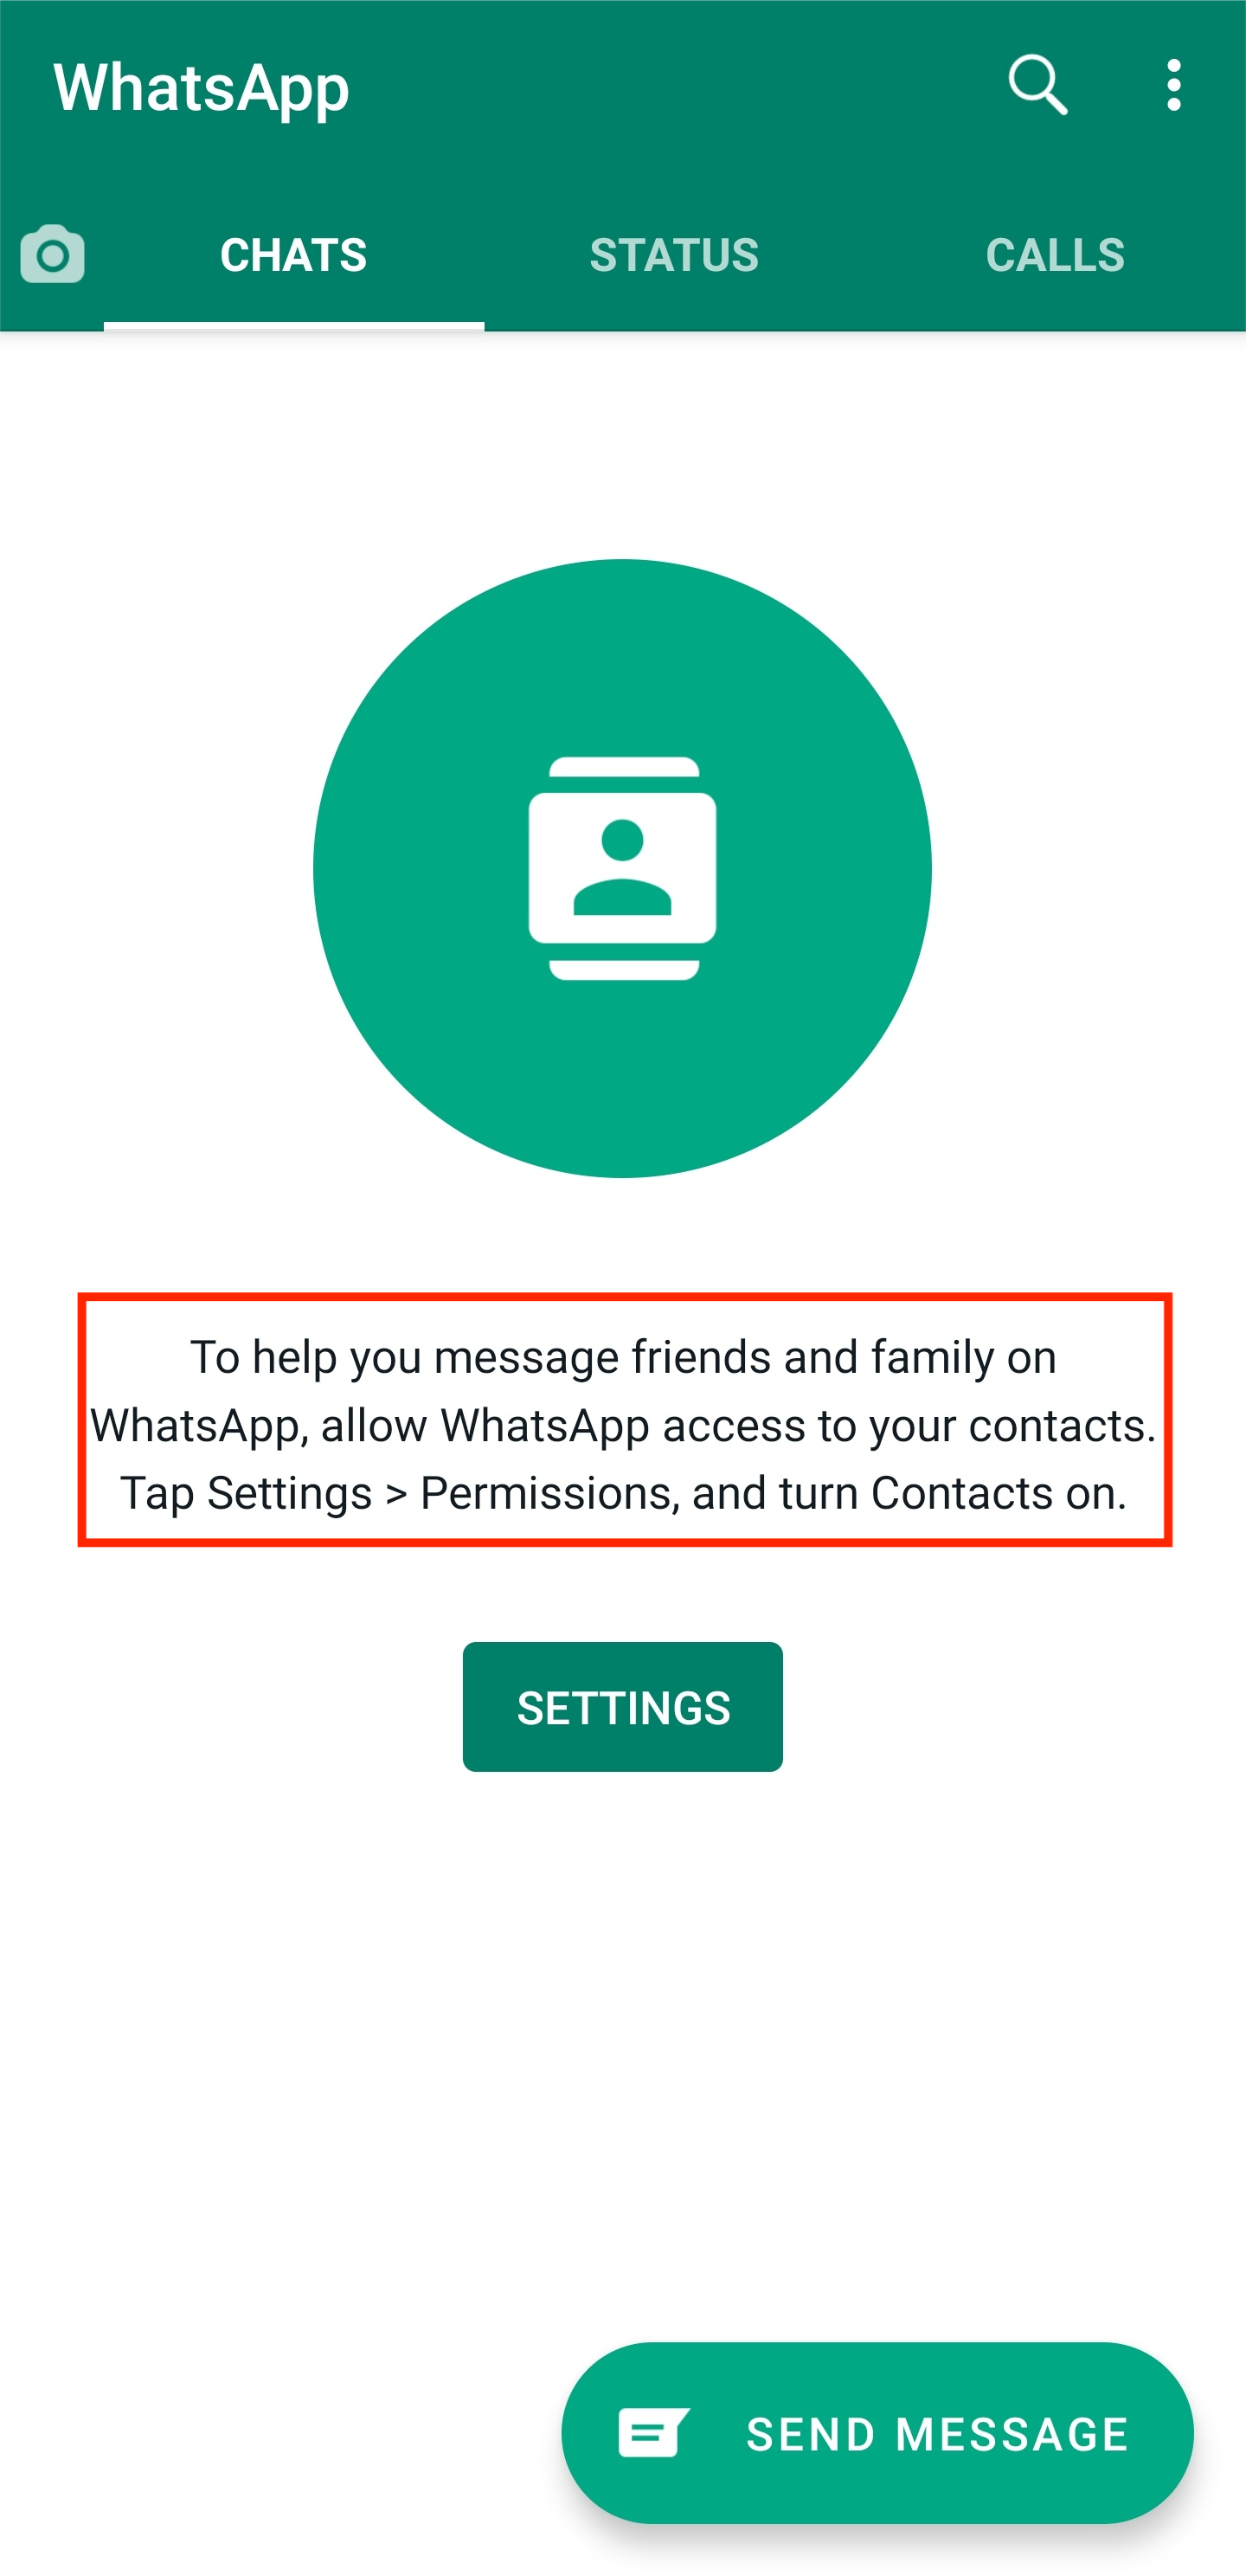 WhatsApp
CHATS STATUS CALLS
To help you message friends and family on
WhatsApp, allow WhatsApp access to your contacts.
Tap Settings > Permissions, and turn Contacts on.
SETTINGS
SEND MESSAGE